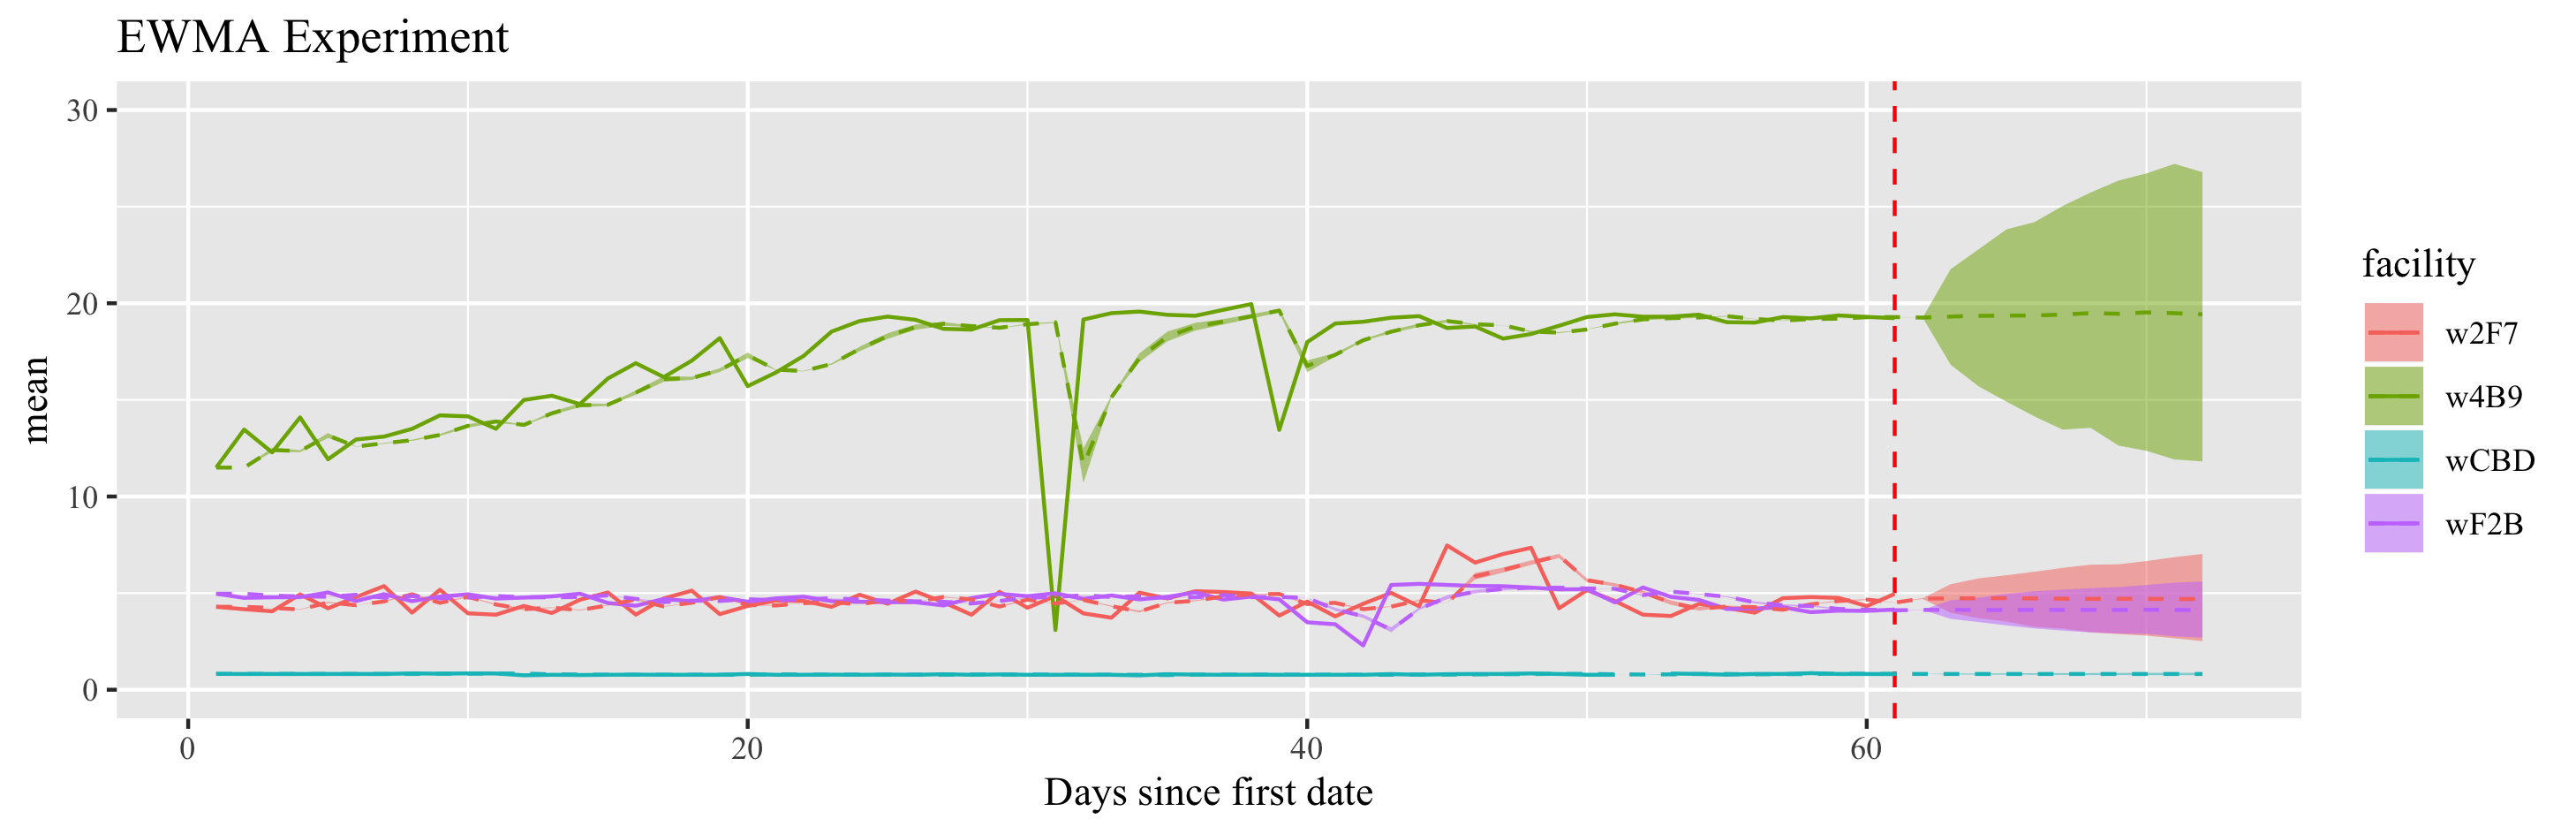 EWMA Experiment
30
20
10
0
mean
0
20
40
60
Days since first date
facility
w2F7
w4B9
wCBD
wF2B